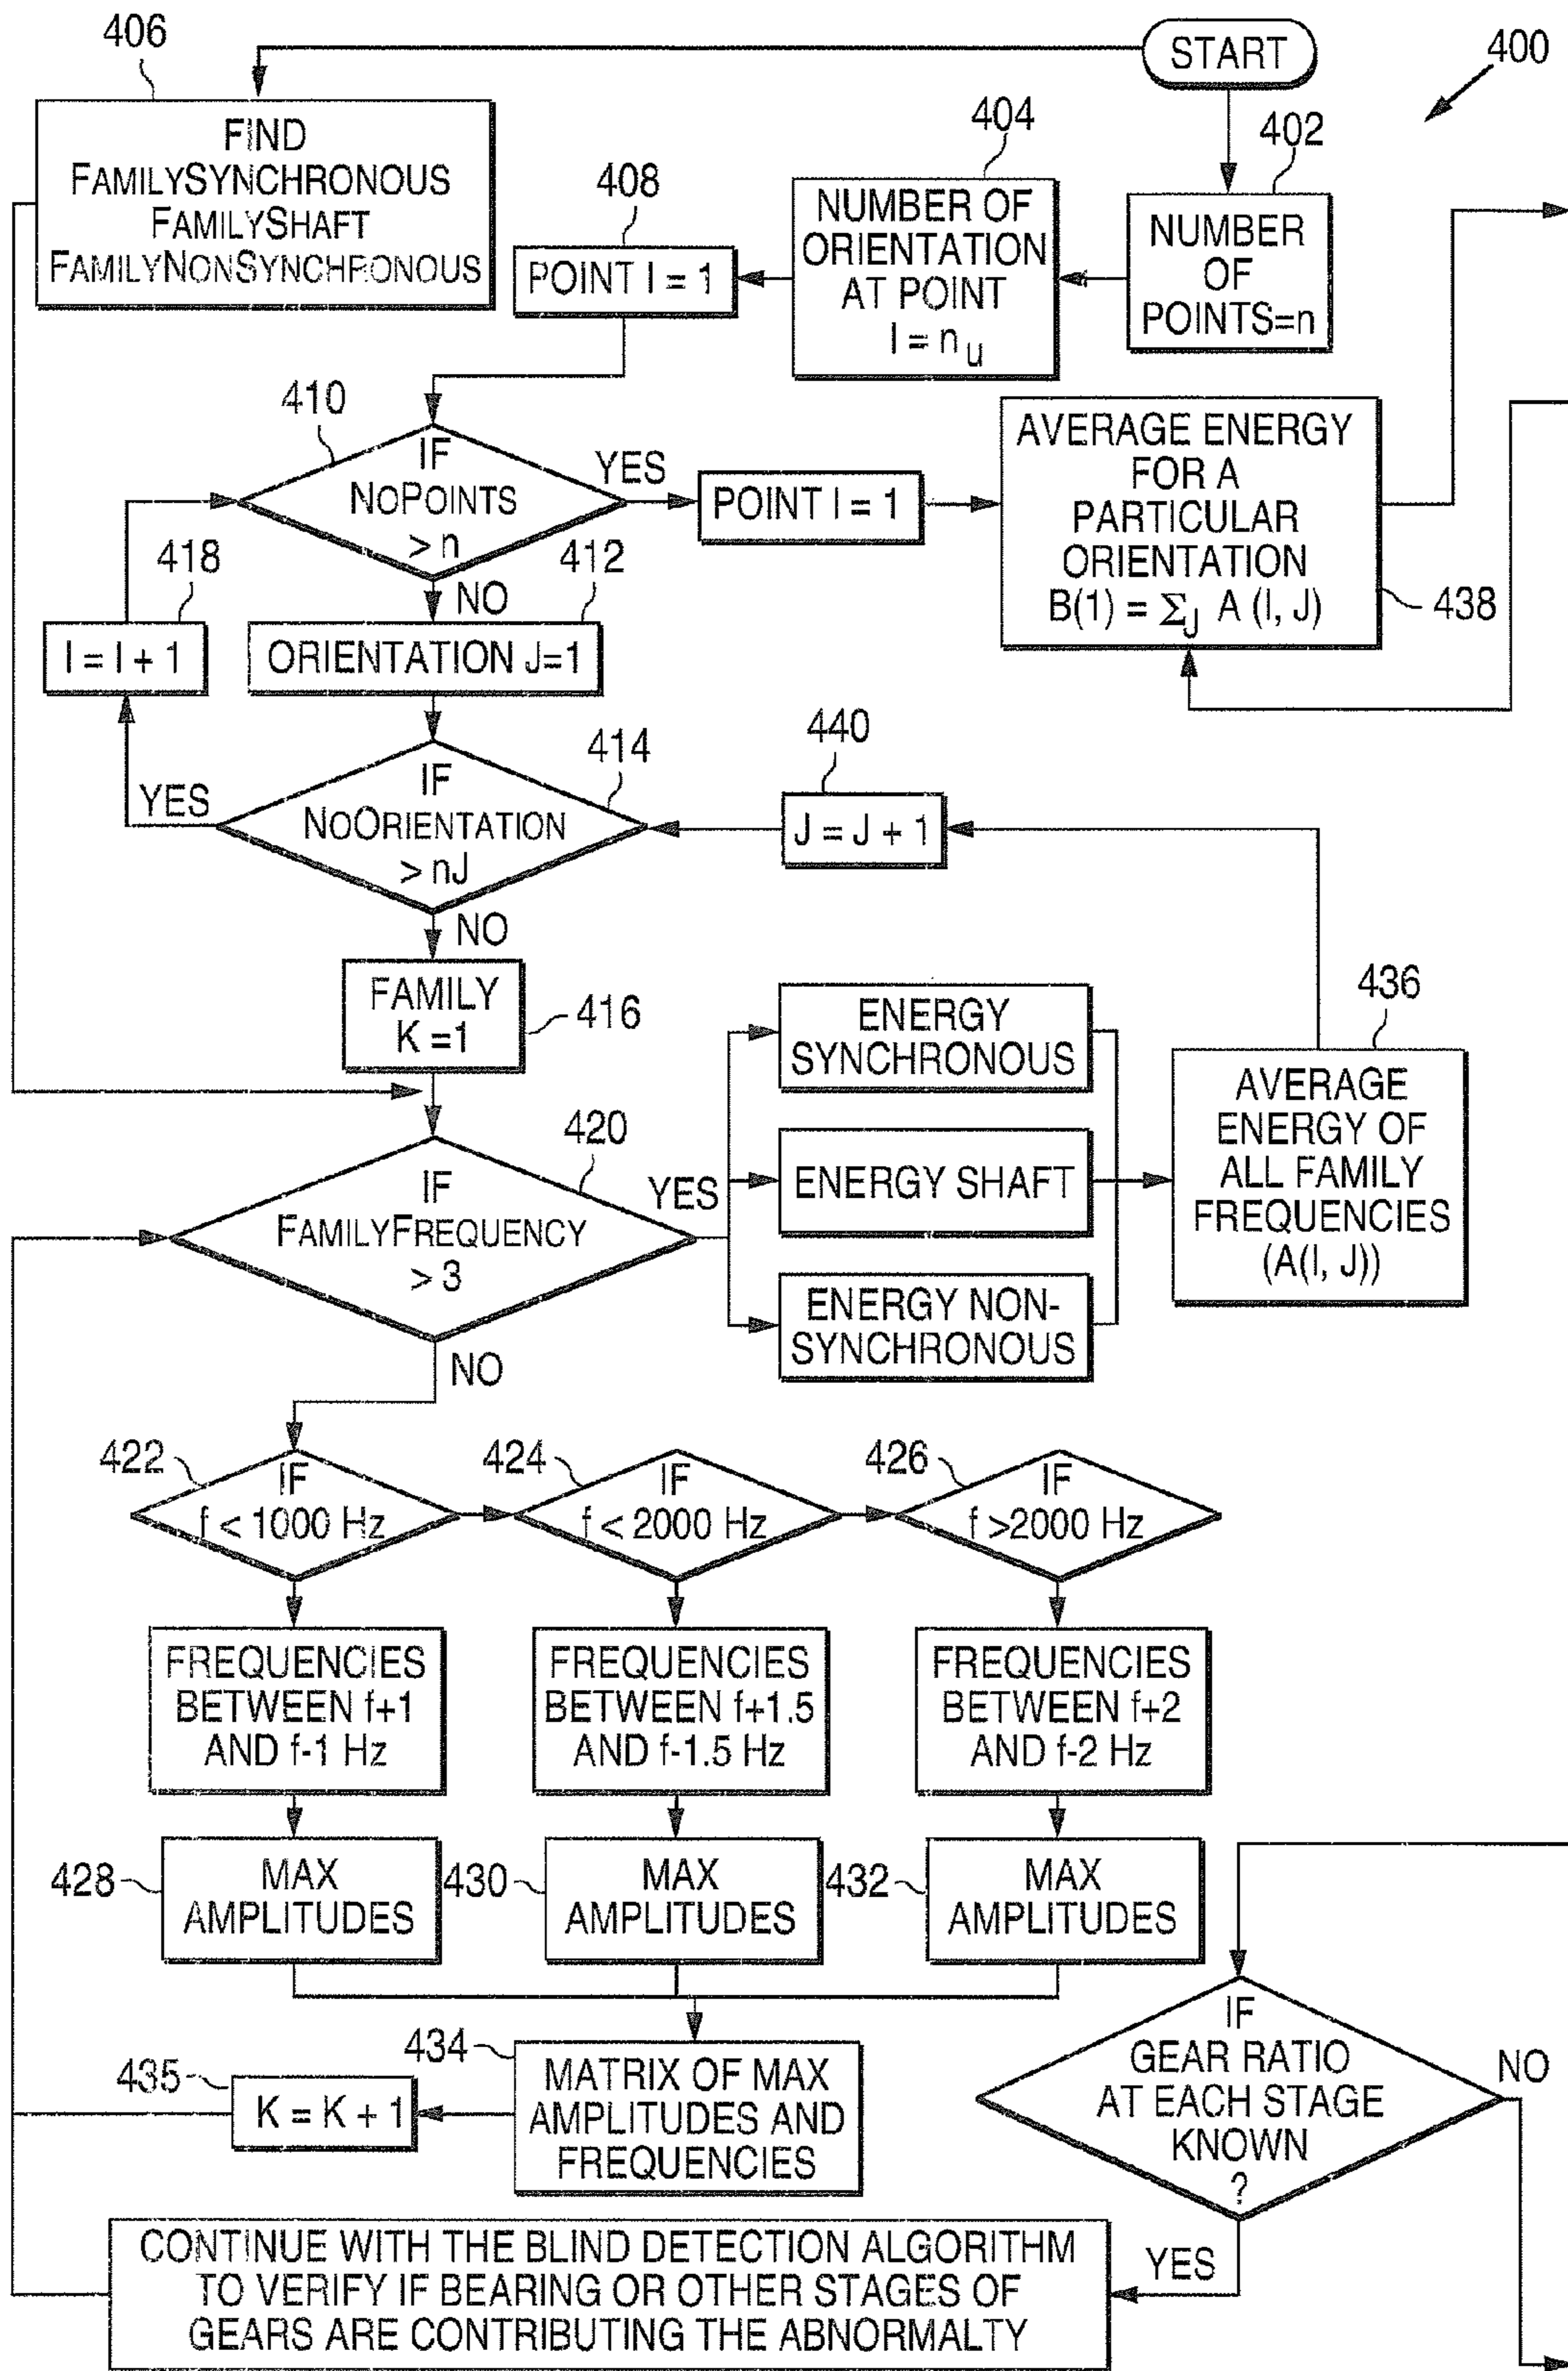 406
START
400
FIND
FAMILYSYNCHRONOUS
FAMILYSHAFT
FAMILYNONSYNCHRONOUS
408
POINT I = 1
404
NUMBER OF
ORIENTATION
AT POINT
I = nu
402
NUMBER
OF
POINTS=n
410
IF
NOPOINTS
> n
YES
NO
POINT I = 1
AVERAGE ENERGY
FOR A
PARTICULAR
ORIENTATION
B(1) = ΣJ A (I, J)
438
418
I = I + 1
412
ORIENTATION J=1
414
IF
NOORIENTATION
> nJ
YES
NO
440
J = J + 1
FAMILY
K =1
416
420
IF
FAMILYFREQUENCY
> 3
YES
NO
ENERGY
SYNCHRONOUS
ENERGY SHAFT
ENERGY NON-
SYNCHRONOUS
436
AVERAGE
ENERGY OF
ALL FAMILY
FREQUENCIES
(A(I, J))
422
IF
f < 1000 Hz
424
IF
f < 2000 Hz
426
IF
f >2000 Hz
FREQUENCIES
BETWEEN f+1
AND f-1 Hz
FREQUENCIES
BETWEEN f+1.5
AND f-1.5 Hz
FREQUENCIES
BETWEEN f+2
AND f-2 Hz
428
MAX
AMPLITUDES
430
MAX
AMPLITUDES
432
MAX
AMPLITUDES
434
MATRIX OF MAX
AMPLITUDES AND
FREQUENCIES
435
K = K + 1
IF
GEAR RATIO
AT EACH STAGE
KNOWN
?
NO
YES
CONTINUE WITH THE BLIND DETECTION ALGORITHM
TO VERIFY IF BEARING OR OTHER STAGES OF
GEARS ARE CONTRIBUTING THE ABNORMALTY